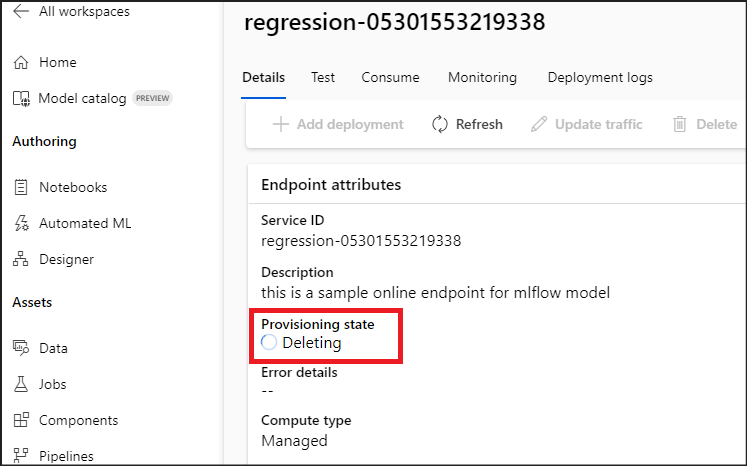 All workspaces
Home
Model catalog PREVIEW
Authoring
Notebooks
Automated ML
Designer
Assets
Data
Jobs
Components
Pipelines
regression-05301553219338
Details Test Consume Monitoring Deployment logs
Add deployment Refresh Update traffic Delete
Endpoint attributes
Service ID
regression-05301553219338
Description
this is a sample online endpoint for mlflow model
Provisioning state
Deleting
Error details
--
Compute type
Managed